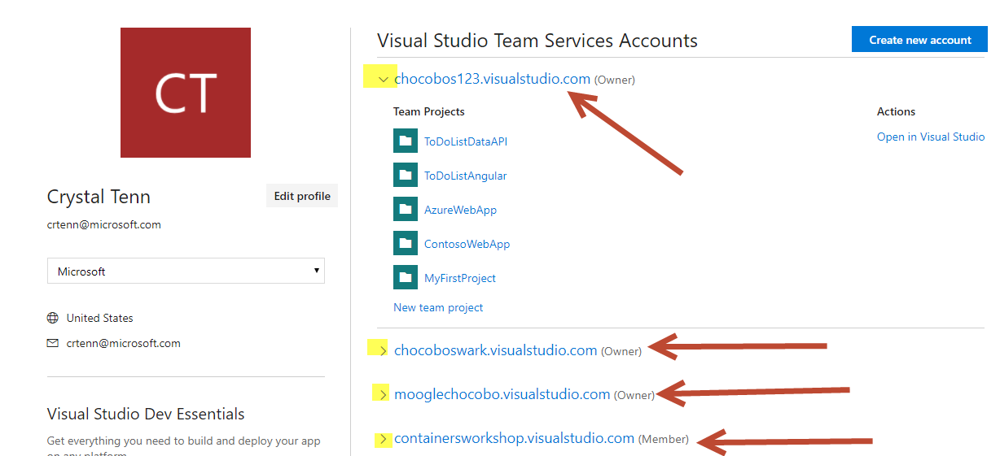 CT
Crystal Tenn
Edit profile
crtenn@microsoft.com
Microsoft
United States
crtenn@microsoft.com
Visual Studio Dev Essentials
Get everything you need to build and deploy your app
on any platform
Visual Studio Team Services Accounts
Create new account
chocobos123.visualstudio.com (Owner)
Team Projects
Actions
ToDoListDataAPI
Open in Visual Studio
ToDoListAngular
AzureWebApp
ContosoWebApp
MyFirstProject
New team project
chocoboswark.visualstudio.com (Owner)
mooglechocobo.visualstudio.com (Owner)
containersworkshop.visualstudio.com (Member)